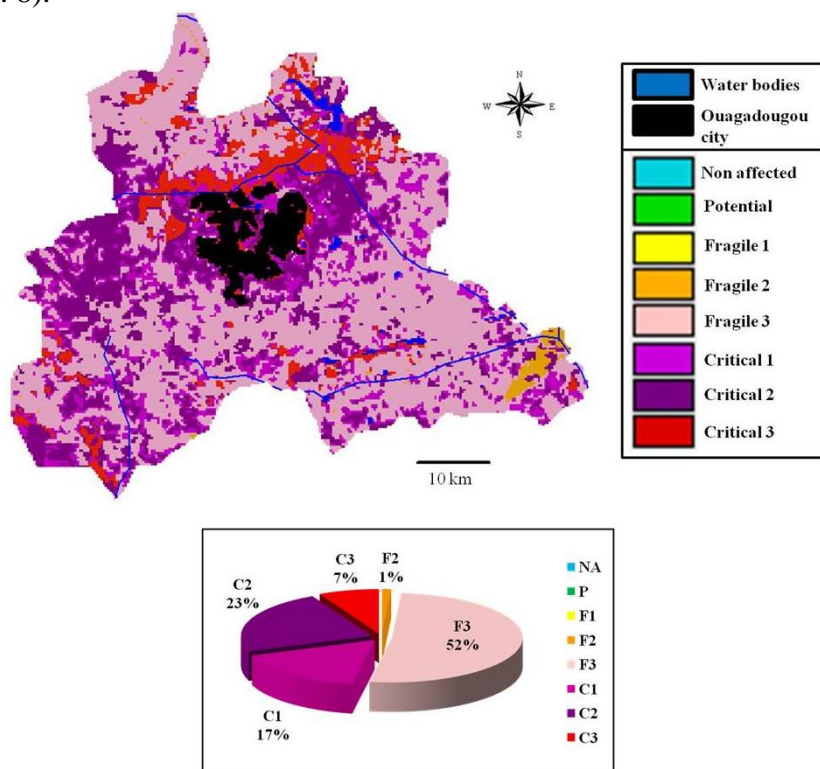 . 8).
N
W E
S
Water bodies
Ouagadougou
city
Non affected
Potential
Fragile 1
Fragile 2
Fragile 3
Critical 1
Critical 2
Critical 3
10 km
C3
7%
F2
1%
C2
23%
F3
52%
C1
17%
NA
P
F1
F2
F3
C1
C2
C3